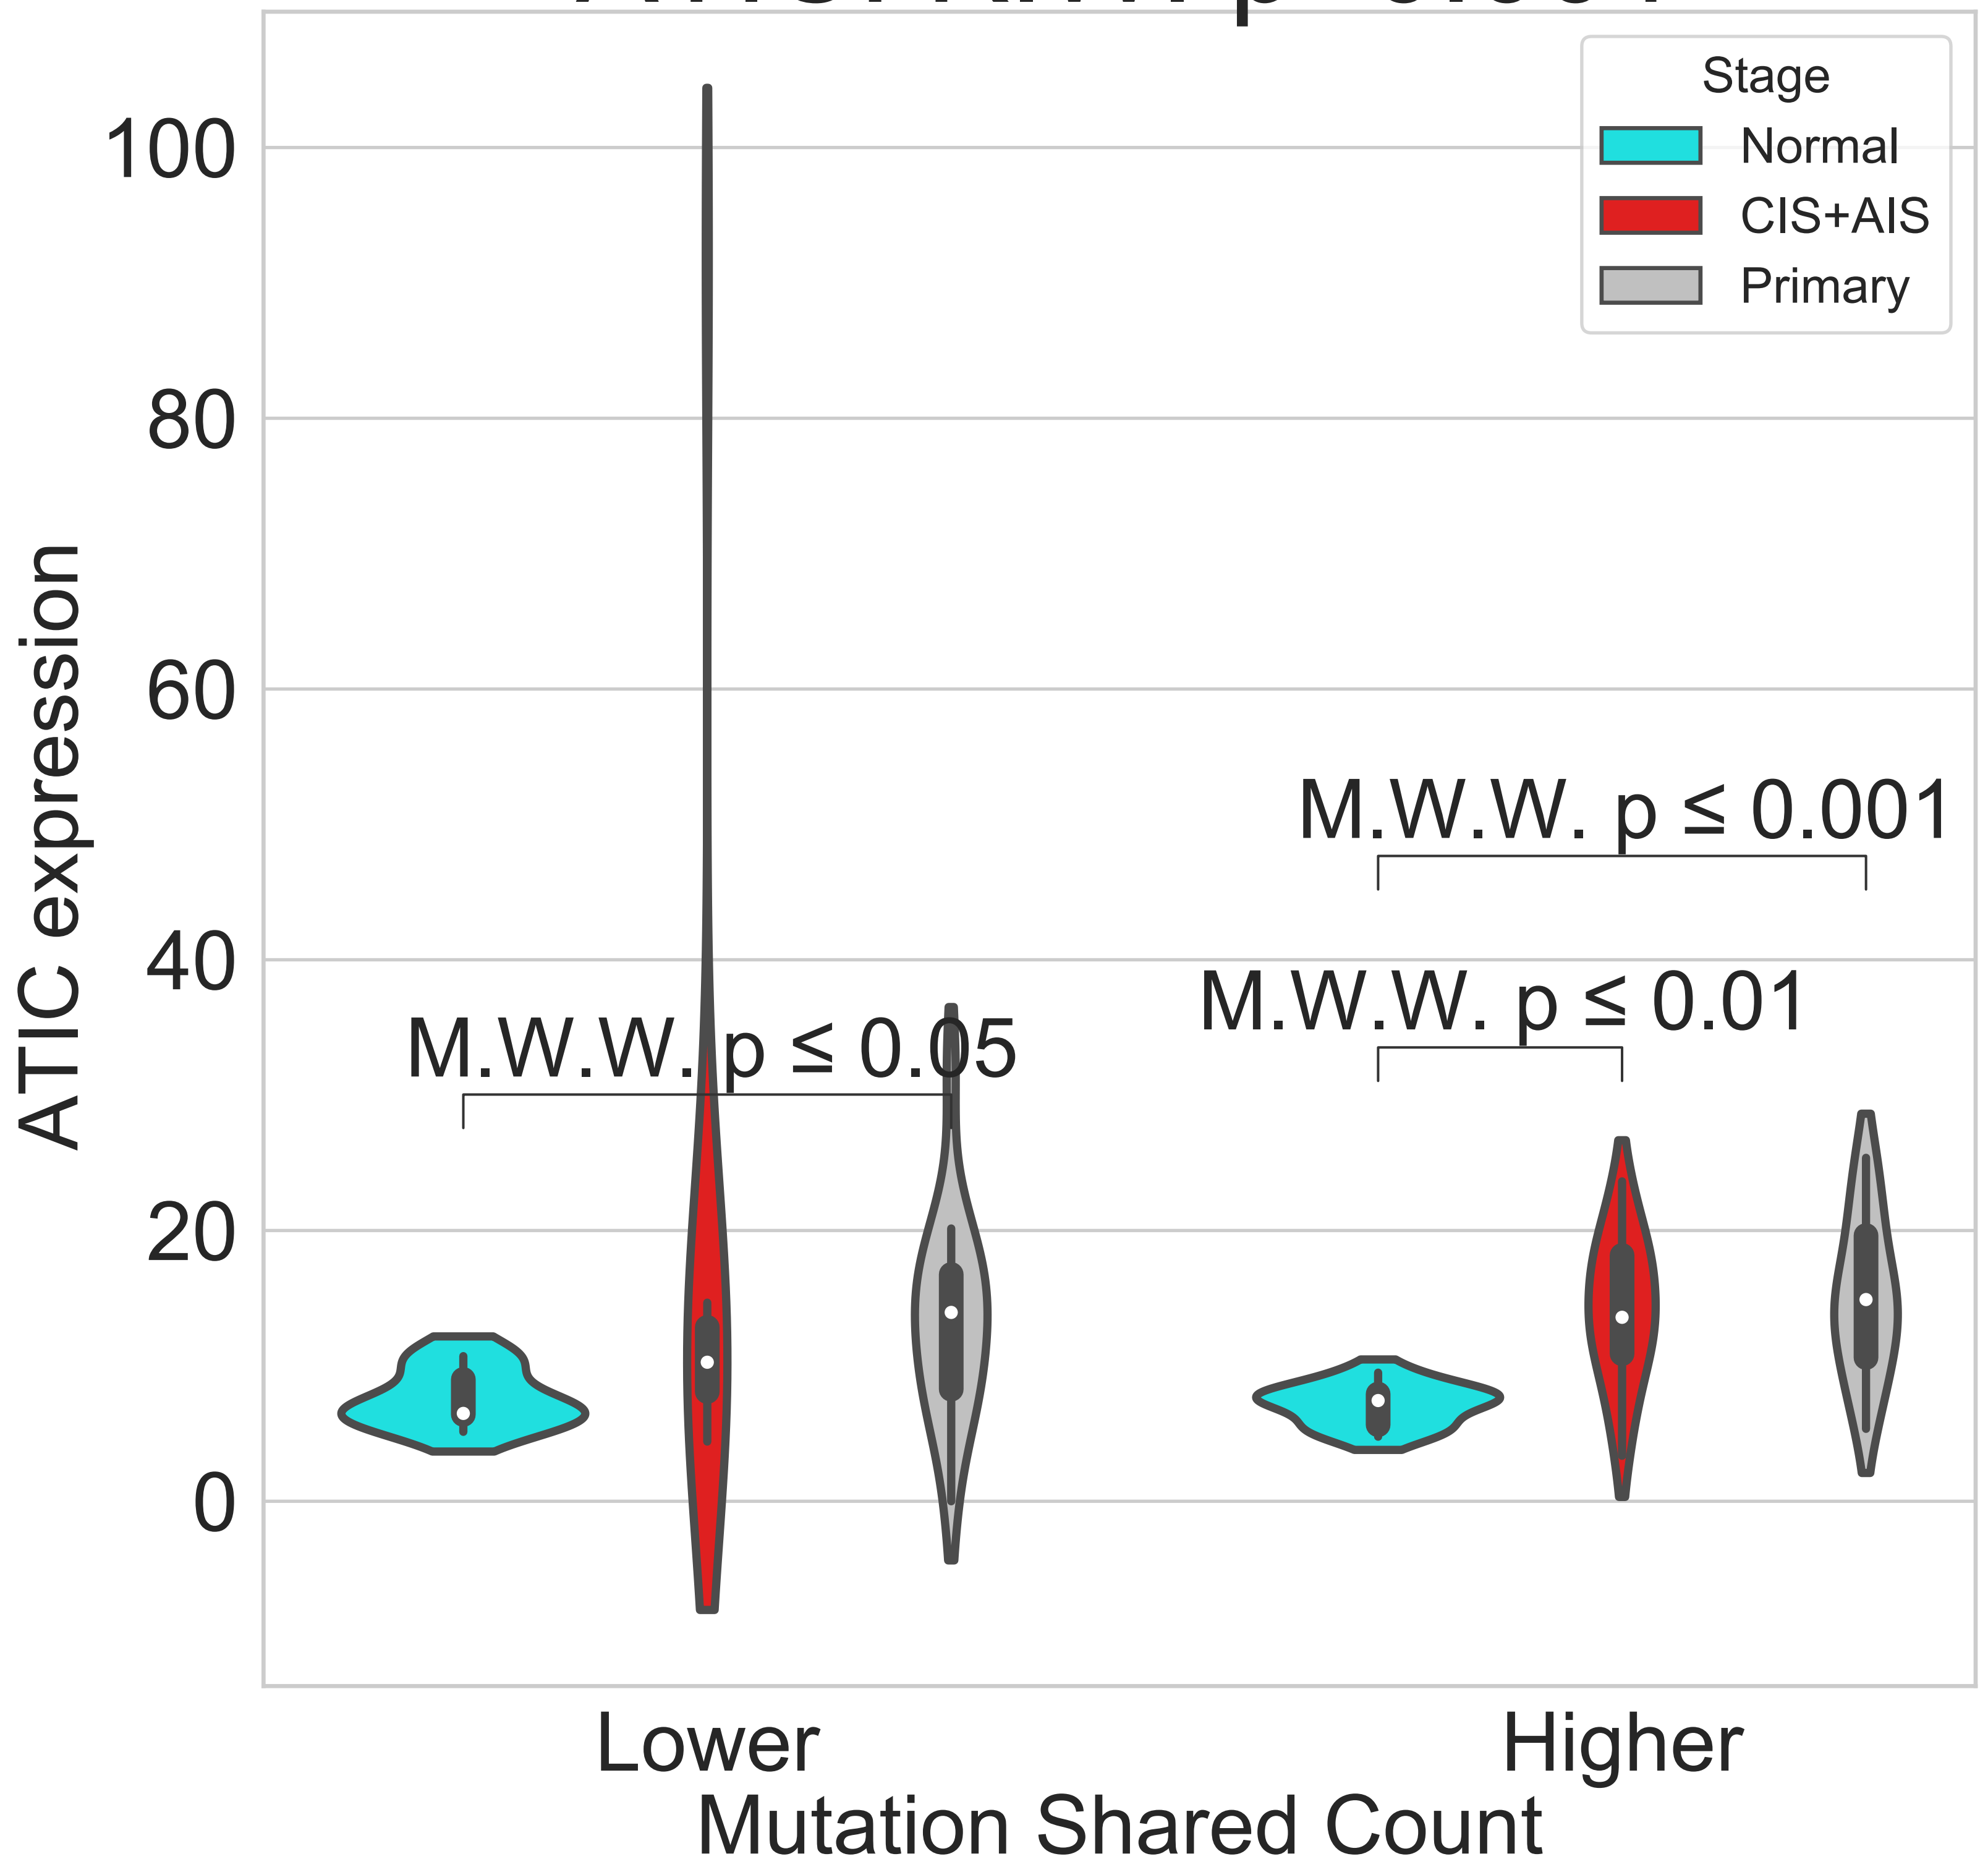 Stage
Normal
CIS+AIS
Primary
100
80
60
40
20
0
ATIC expression
M.W.W. p ≤ 0.001
M.W.W. p ≤ 0.01
M.W.W. p ≤ 0.05
Lower
Higher
Mutation Shared Count